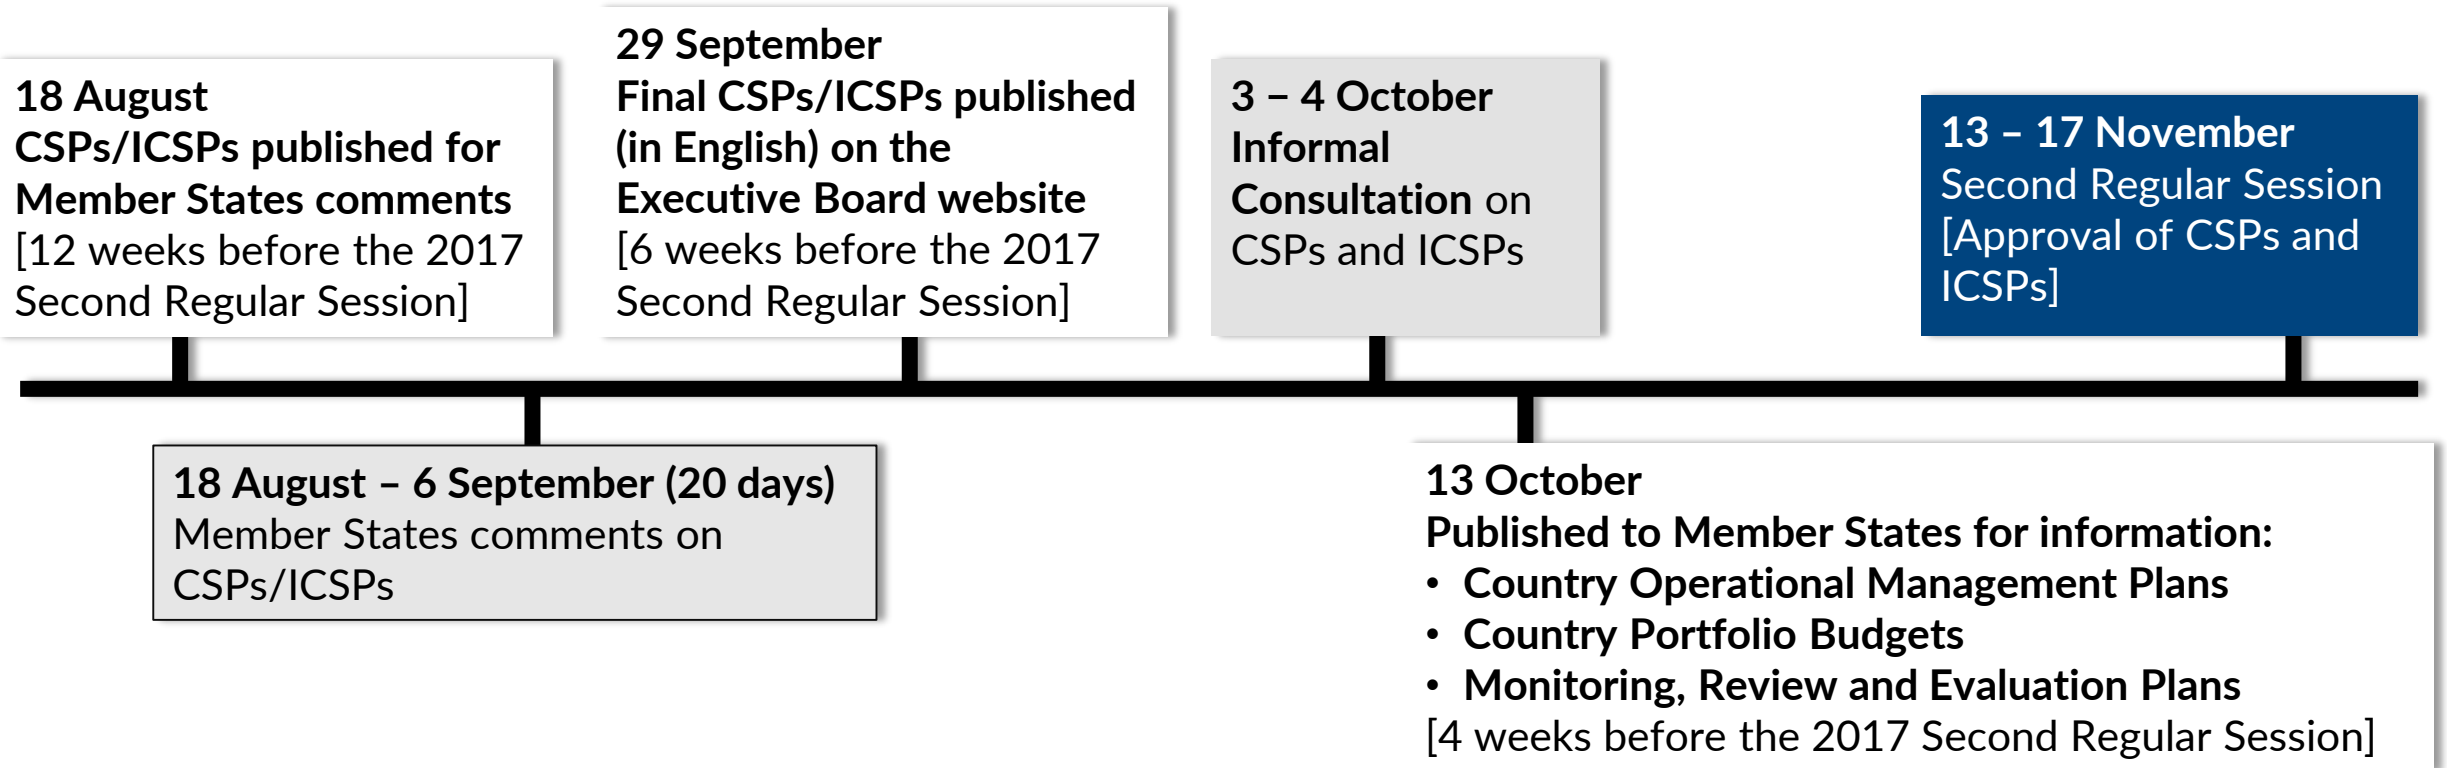 18 August
CSPs/ICSPs published for
Member States comments
[12 weeks before the 2017
Second Regular Session]
29 September
Final CSPs/ICSPs published
(in English) on the
Executive Board website
[6 weeks before the 2017
Second Regular Session]
3 – 4 October
Informal
Consultation on
CSPs and ICSPs
13 – 17 November
Second Regular Session
[Approval of CSPs and
ICSPs]
18 August – 6 September (20 days)
Member States comments on
CSPs/ICSPs
13 October
Published to Member States for information:
• Country Operational Management Plans
• Country Portfolio Budgets
• Monitoring, Review and Evaluation Plans
[4 weeks before the 2017 Second Regular Session]